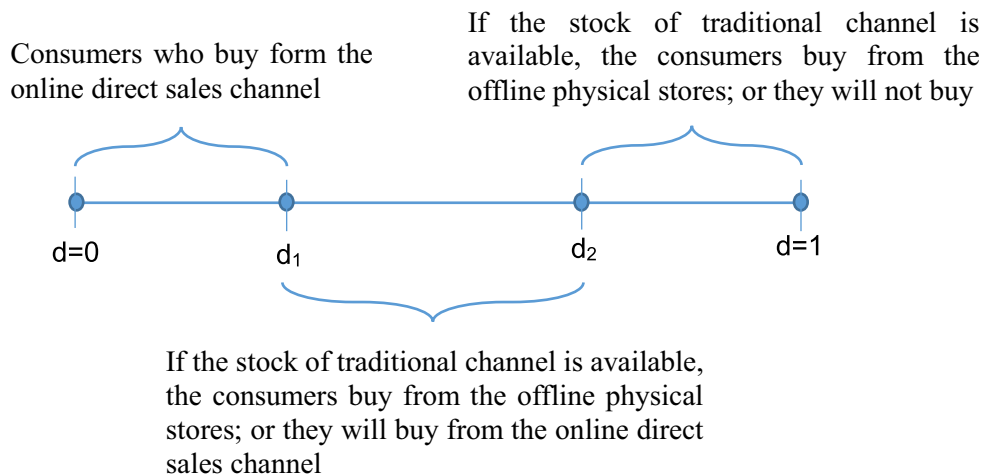 Consumers who buy form the
online direct sales channel
If the stock of traditional channel is
available, the consumers buy from the
offline physical stores; or they will not buy
d=0
d₁
d₂
d=1
If the stock of traditional channel is available,
the consumers buy from the offline physical
stores; or they will buy from the online direct
sales channel